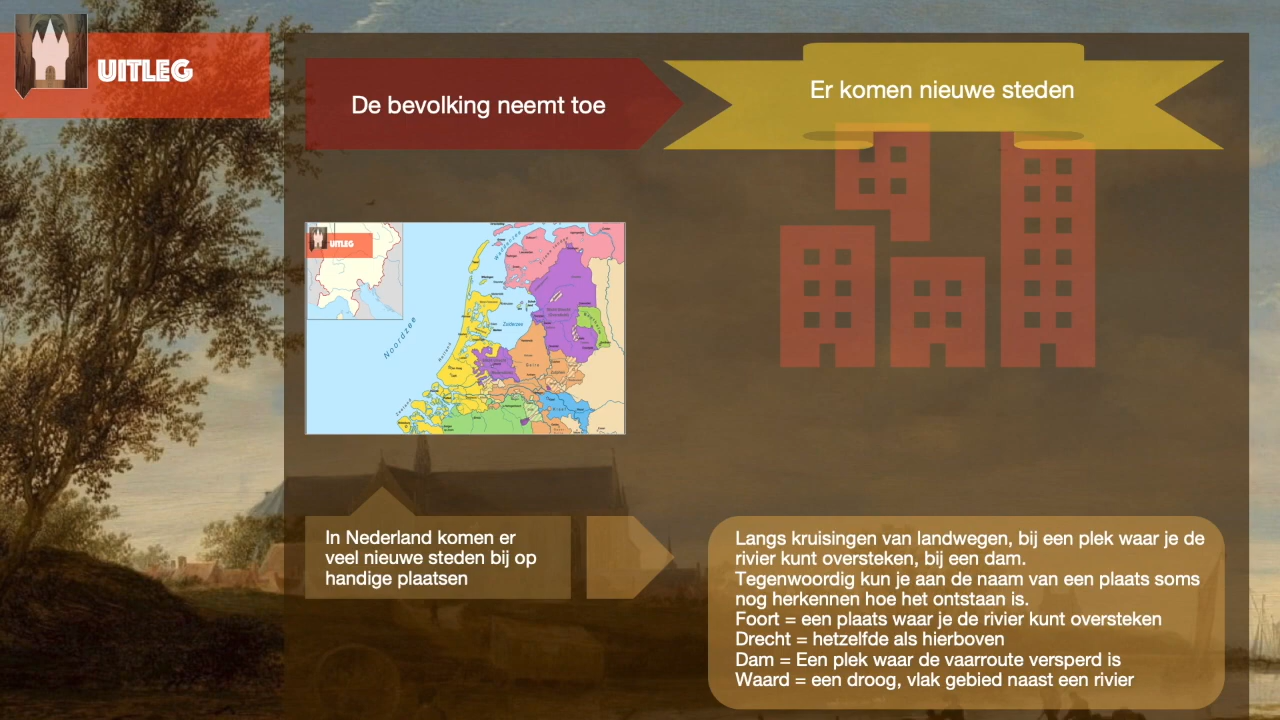 UITLEG
De bevolking neemt toe
Er komen nieuwe steden
UITLEG
Noordzee
Zuiderzee
In Nederland komen er
veel nieuwe steden bij op
handige plaatsen
Langs kruisingen van landwegen, bij een plek waar je de
rivier kunt oversteken, bij een dam.
Tegenwoordig kun je aan de naam van een plaats soms
nog herkennen hoe het ontstaan is.
Foort = een plaats waar je de rivier kunt oversteken
Drecht = hetzelfde als hierboven
Dam = Een plek waar de vaarroute versperd is
Waard = een droog, vlak gebied naast een rivier